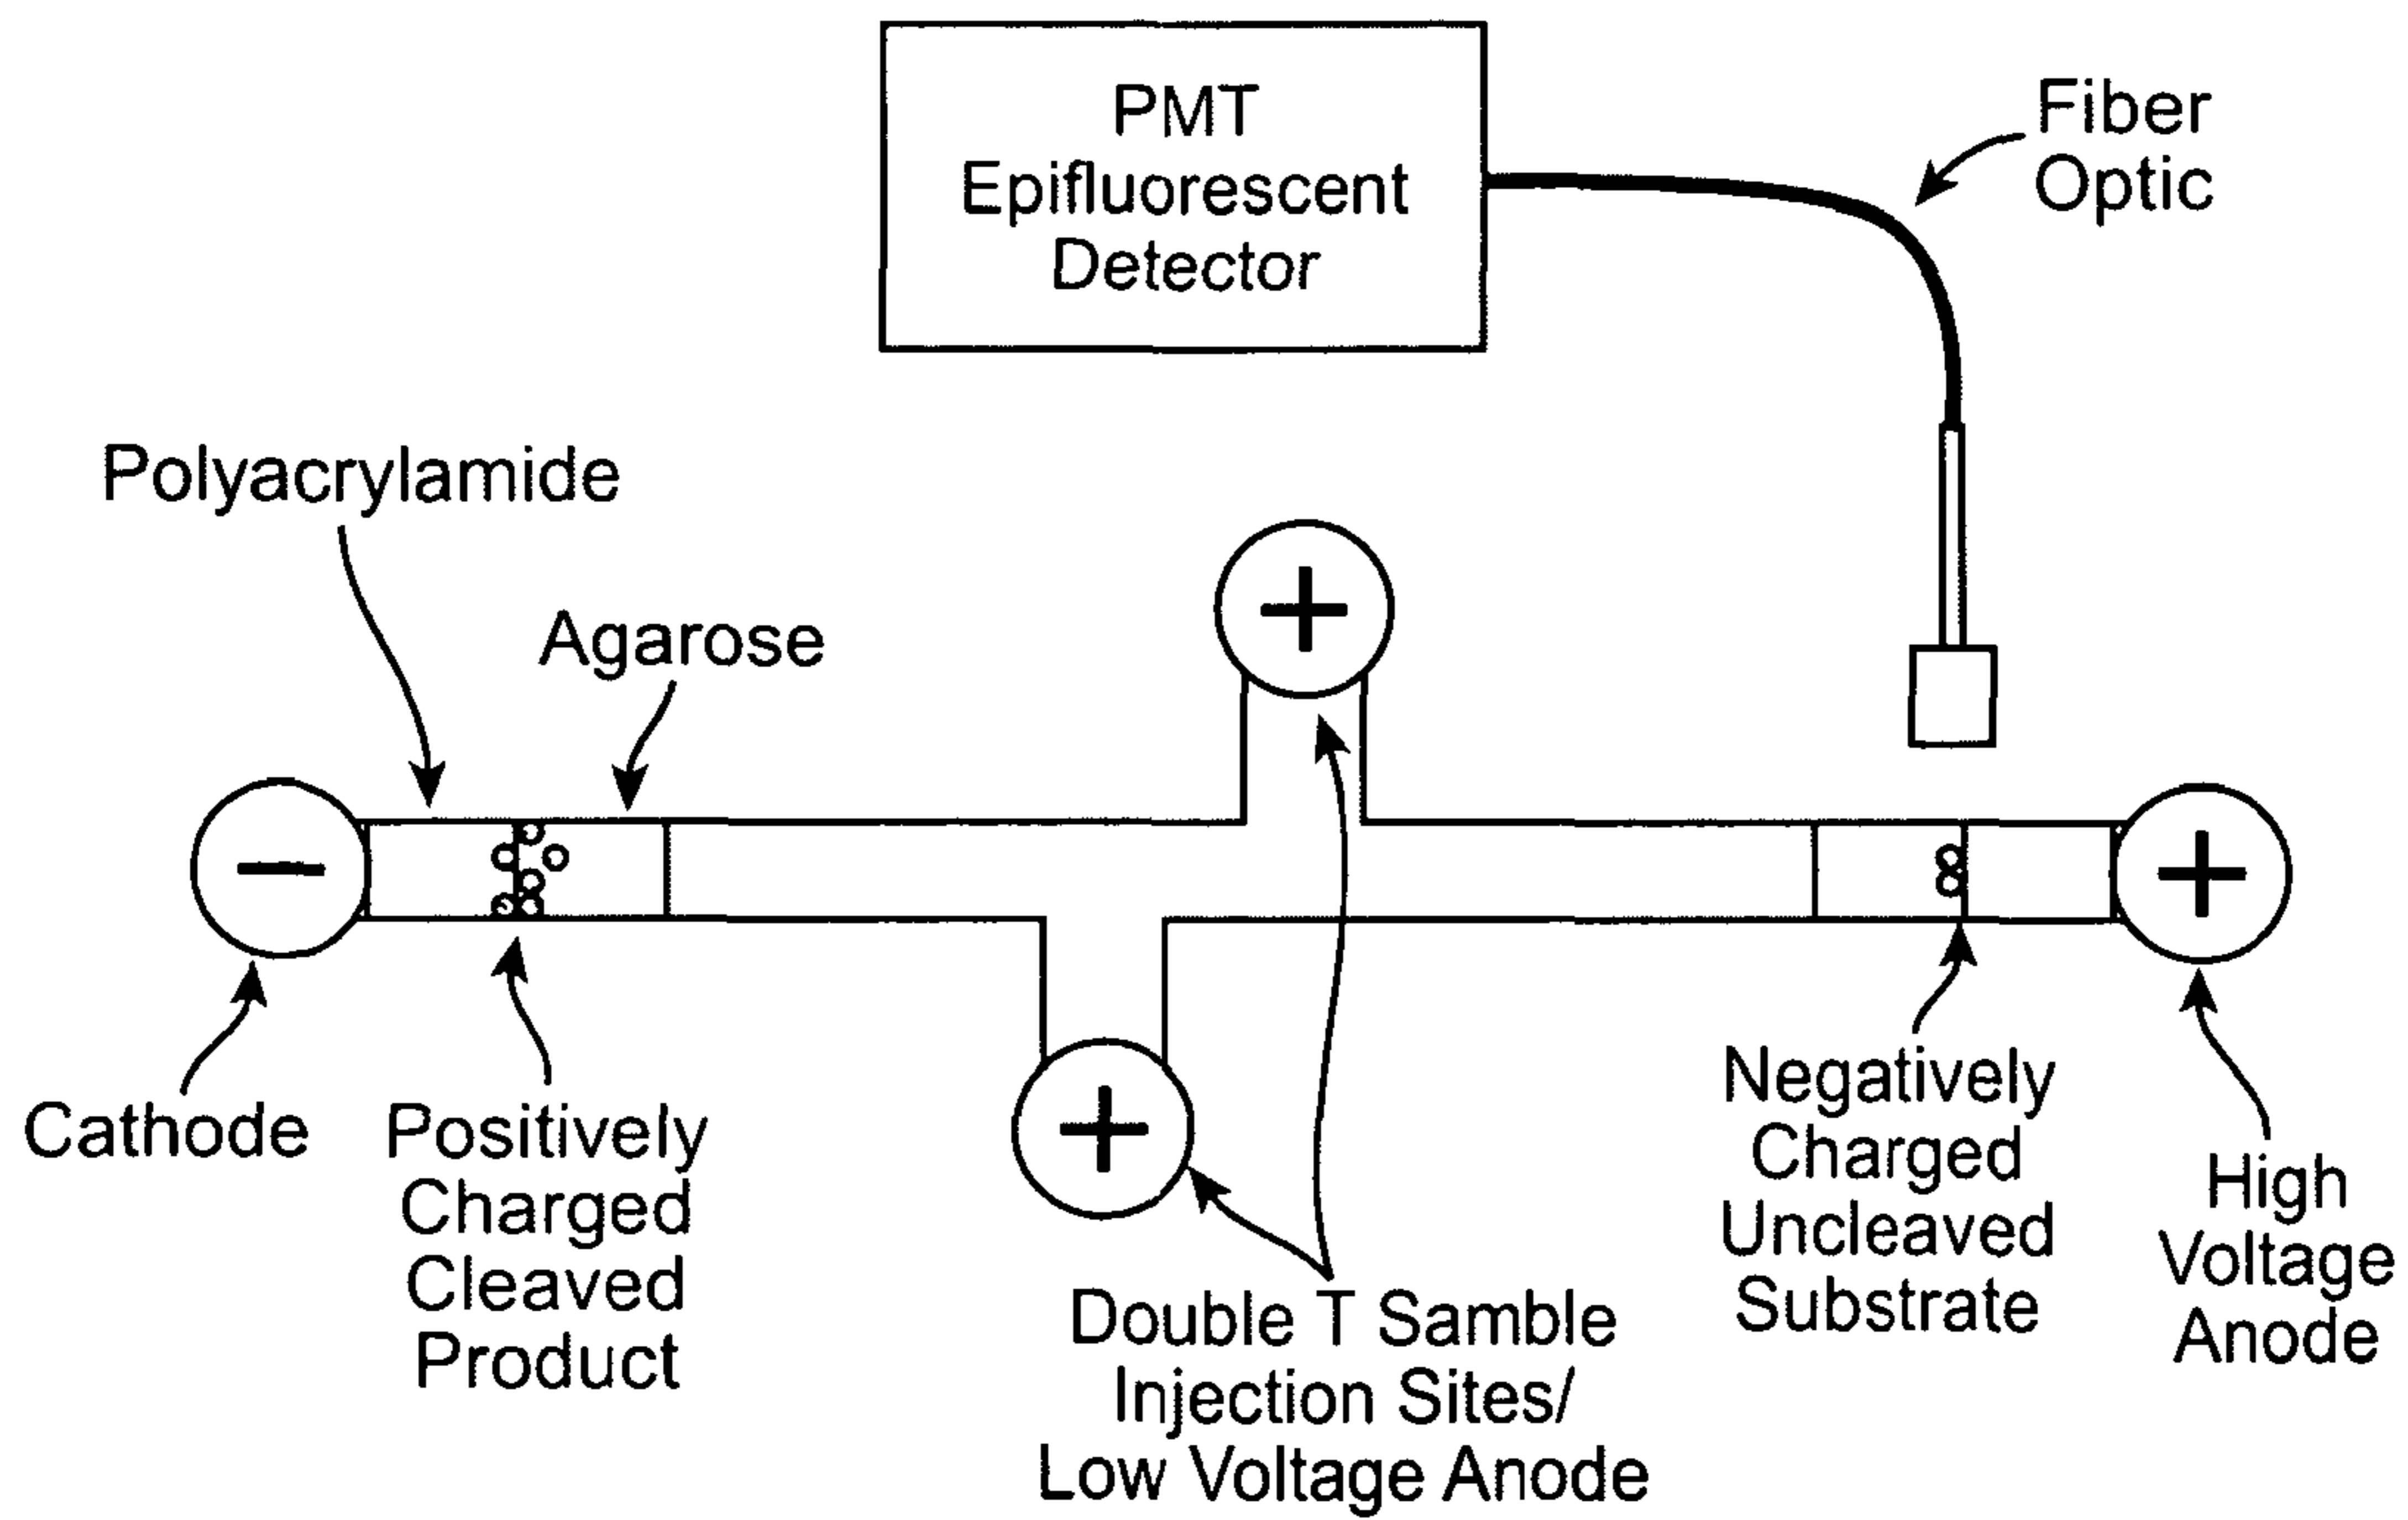 PMT
Epifluorescent
Detector
Fiber
Optic
Polyacrylamide
Agarose
+
−
+
+
Cathode
Positively
Charged
Cleaved
Product
Double T Samble
Injection Sites/
Low Voltage Anode
Negatively
Charged
Uncleaved
Substrate
High
Voltage
Anode